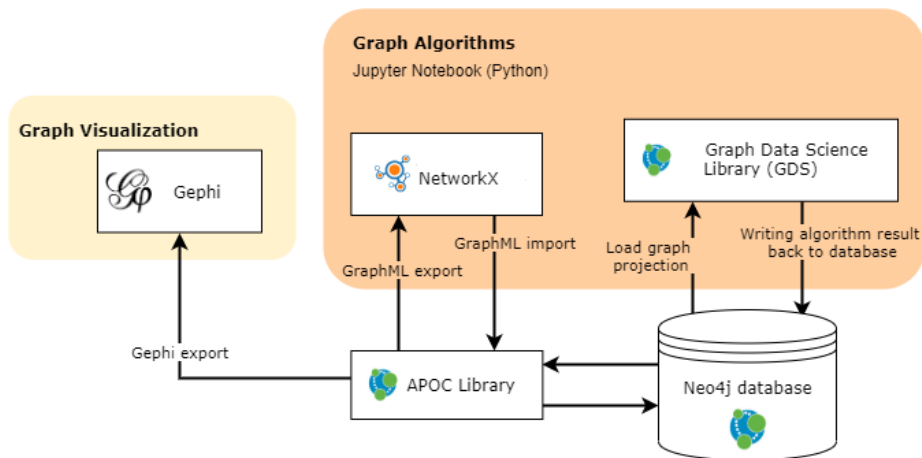 Graph Algorithms
Jupyter Notebook (Python)
Graph Visualization
Gephi
NetworkX
Graph Data Science
Library (GDS)
GraphML export
GraphML import
Load graph
projection
Writing algorithm result
back to database
Gephi export
APOC Library
Neo4j database